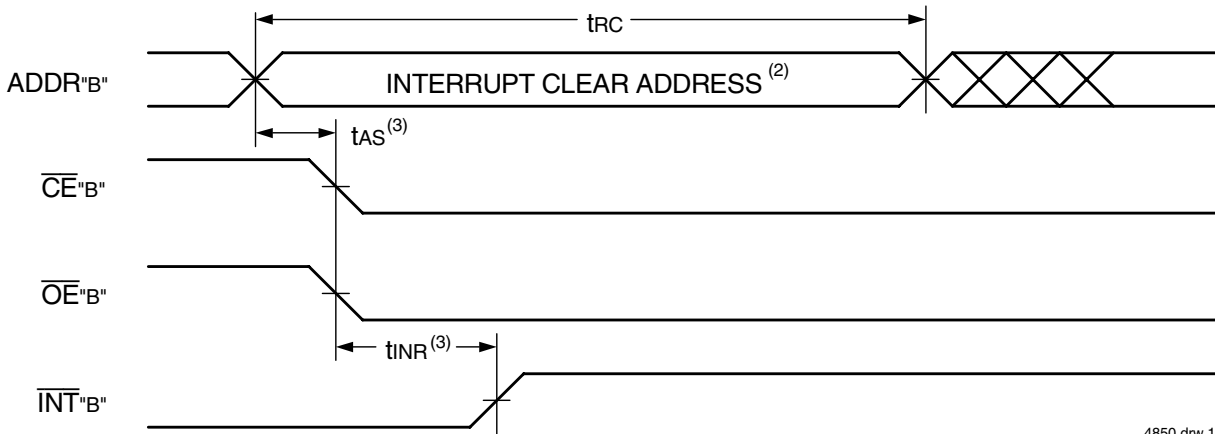 tRC
ADDR"B"
INTERRUPT CLEAR ADDRESS (2)
tAS(3)
CE"B"
OE"B"
tINR(3)
INT"B"